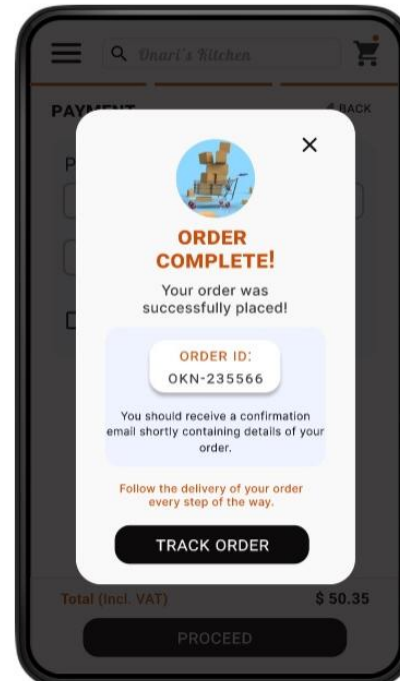 Onari's Kitchen
PAYMENT
BACK
P
ORDER
COMPLETE!
Your order was
successfully placed!
ORDER ID:
OKN-235566
You should receive a confirmation
email shortly containing details of your
order.
Follow the delivery of your order
every step of the way.
TRACK ORDER
Total (Incl. VAT) $ 50.35
PROCEED